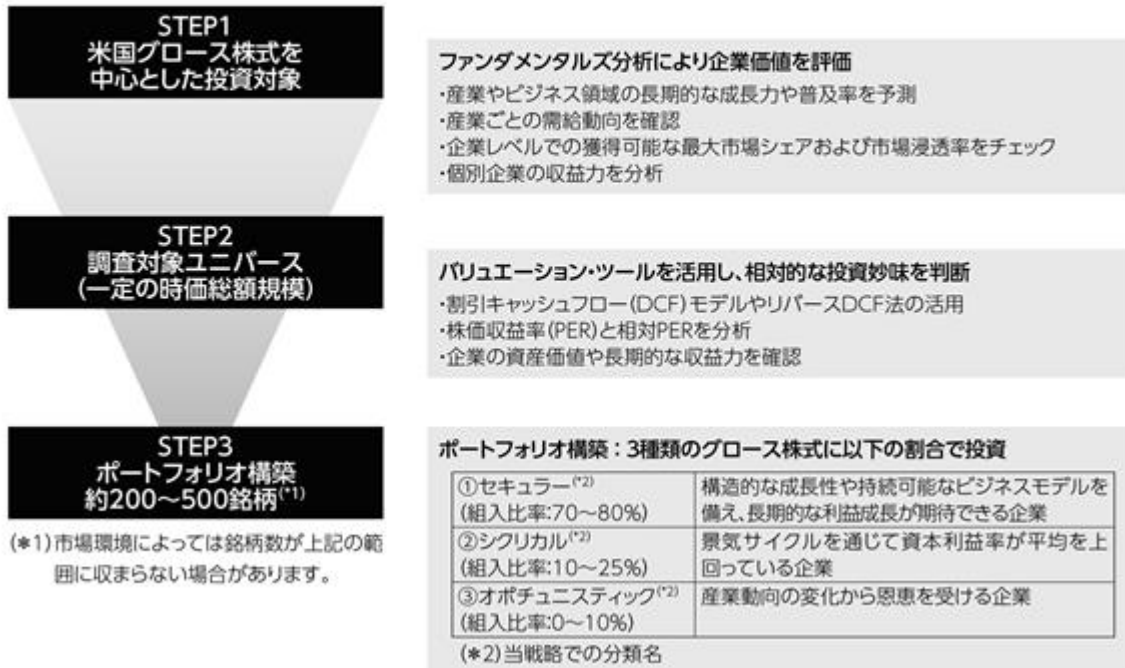 STEP1
米国グロース株式を
中心とした投資対象
ファンダメンタルズ分析により企業価値を評価
・産業やビジネス領域の長期的な成長力や普及率を予測
・産業ごとの需給動向を確認
・企業レベルでの獲得可能な最大市場シェアおよび市場浸透率をチェック
・個別企業の収益力を分析
STEP2
調査対象ユニバース
(一定の時価総額規模)
バリュエーション・ツールを活用し、相対的な投資妙味を判断
・割引キャッシュフロー(DCF)モデルやリバースDCF法の活用
・株価収益率(PER)と相対PERを分析
・企業の資産価値や長期的な収益力を確認
STEP3
ポートフォリオ構築
約200～500銘柄(*1)
(*1)市場環境によっては銘柄数が上記の範
囲に収まらない場合があります。
ポートフォリオ構築：3種類のグロース株式に以下の割合で投資
①セキュラー(*2)
(組入比率:70～80%)
構造的な成長性や持続可能なビジネスモデルを
備え、長期的な利益成長が期待できる企業
②シクリカル(*2)
(組入比率:10～25%)
景気サイクルを通じて資本利益率が平均を上
回っている企業
③オポチュニスティック(*2)
(組入比率:0～10%)
産業動向の変化から恩恵を受ける企業
(*2)当戦略での分類名